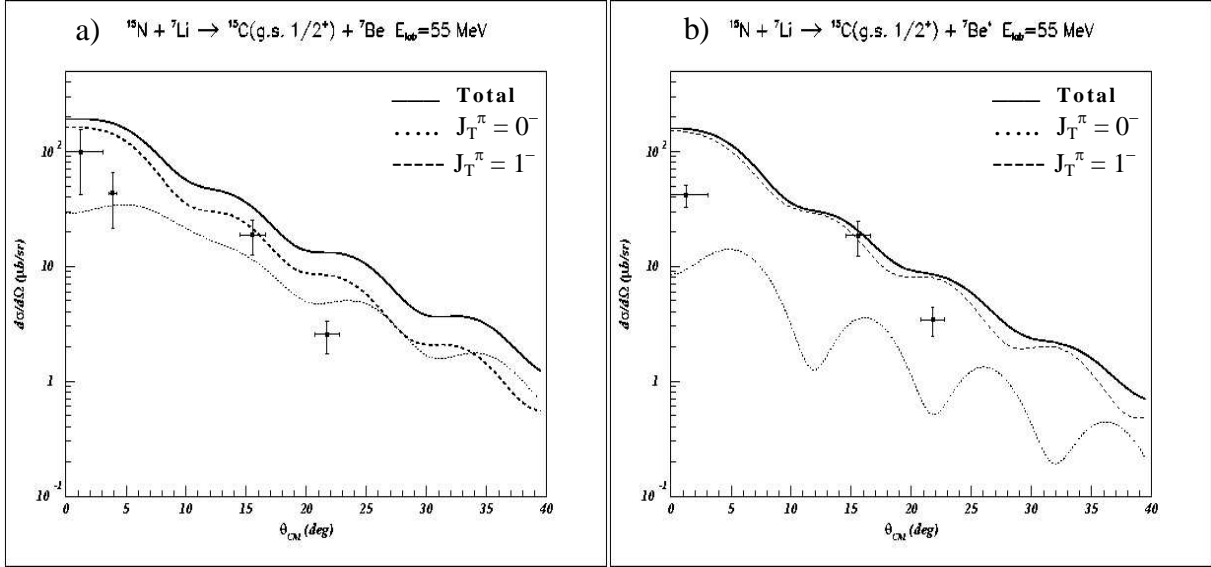 a) ¹⁵N + ⁷Li → ¹⁵C(g.s. 1/2⁺) + ⁷Be E_lab=55 MeV
Total
J_T^π = 0⁻
J_T^π = 1⁻
dσ/dΩ (μb/sr)
10²
10
1
10⁻¹
0 5 10 15 20 25 30 35 40
θ_CM (deg)
b) ¹⁵N + ⁷Li → ¹⁵C(g.s. 1/2⁺) + ⁷Be* E_lab=55 MeV
Total
J_T^π = 0⁻
J_T^π = 1⁻
dσ/dΩ (μb/sr)
10²
10
1
10⁻¹
0 5 10 15 20 25 30 35 40
θ_CM (deg)